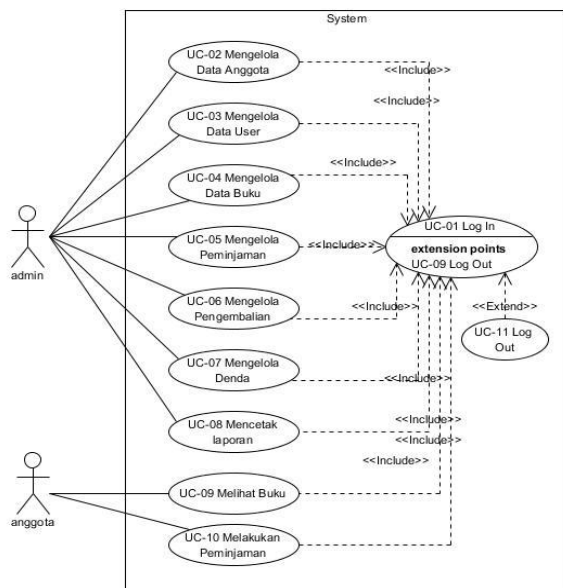 System
UC-02 Mengelola
Data Anggota
<<Include>>
UC-03 Mengelola
Data User
<<Include>>
UC-04 Mengelola
Data Buku
<<Include>>
admin
UC-05 Mengelola
Peminjaman
<<Include>>
UC-01 Log In
extension points
UC-09 Log Out
UC-06 Mengelola
Pengembalian
<<Include>>
<<Extend>>
UC-11 Log
Out
UC-07 Mengelola
Denda
<<Include>>
UC-08 Mencetak
laporan
<<Include>>
<<Include>>
<<Include>>
anggota
UC-09 Melihat Buku
UC-10 Melakukan
Peminjaman